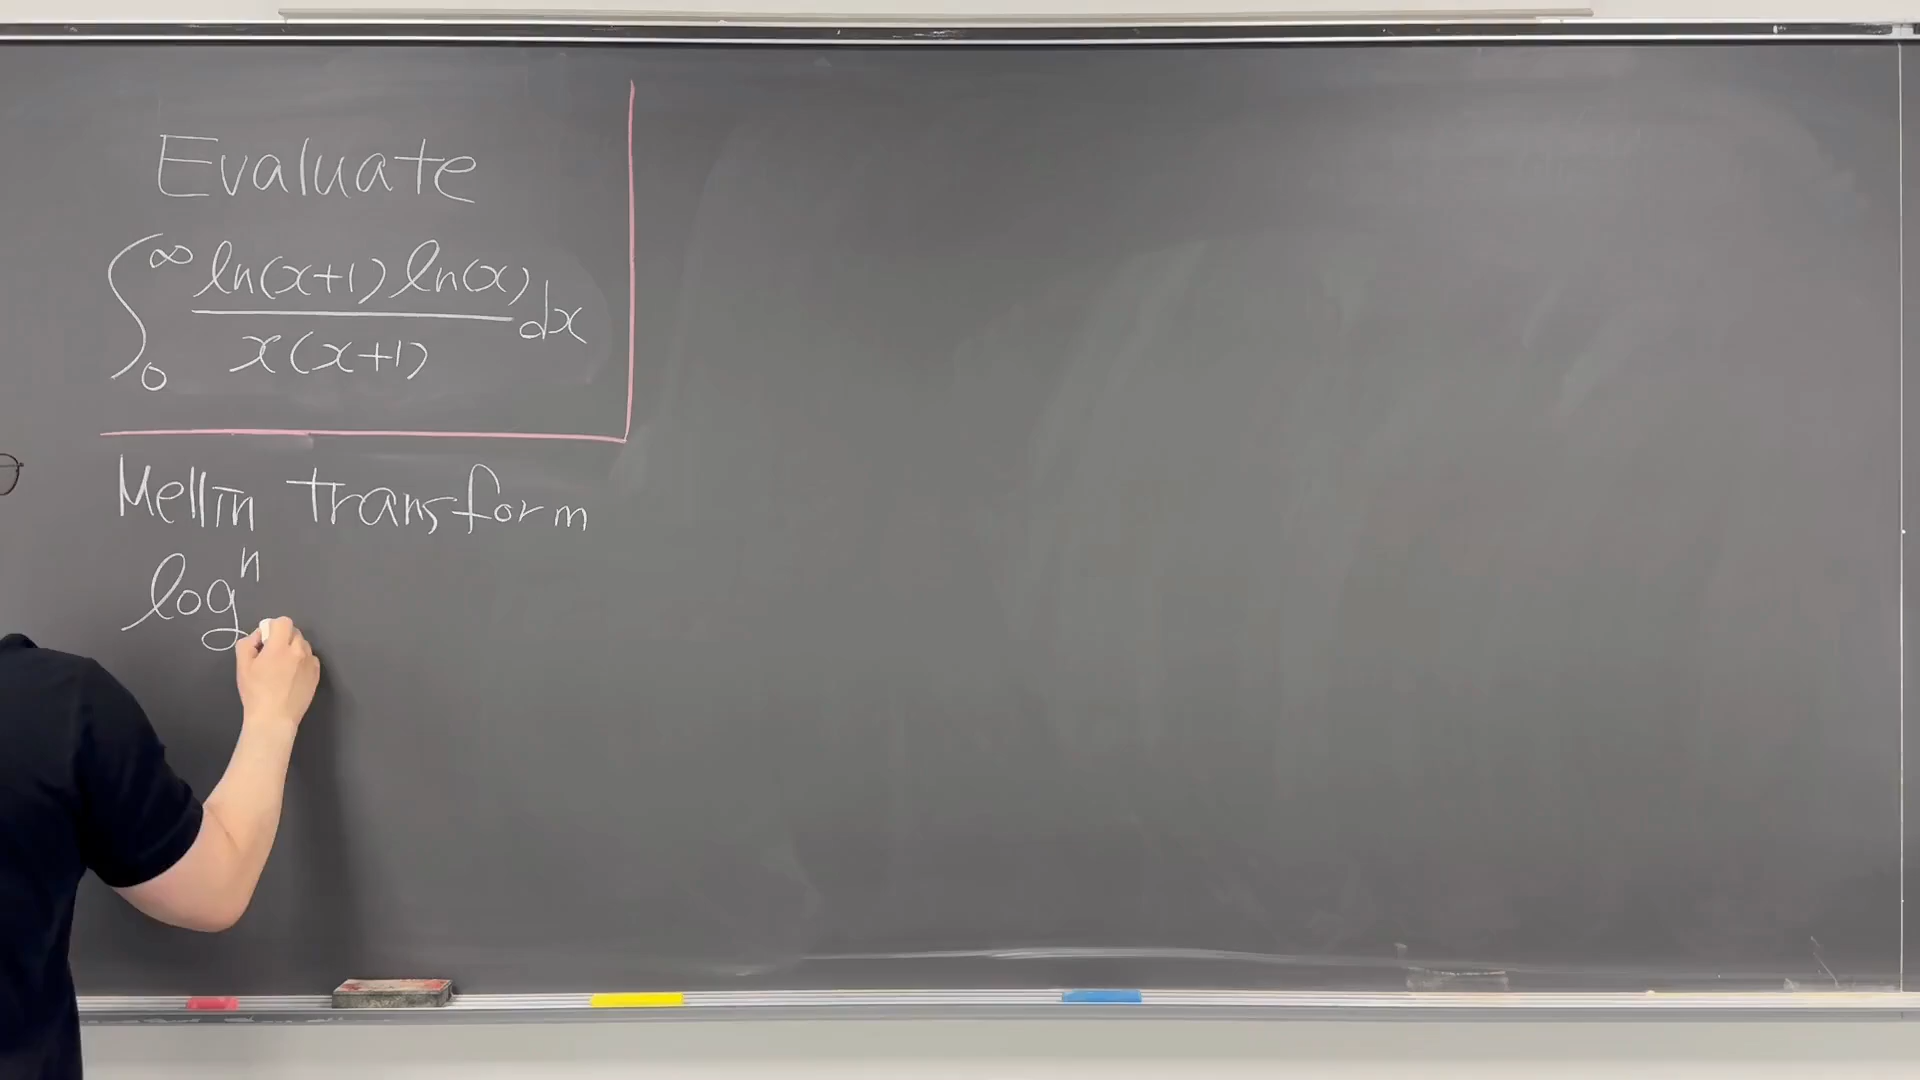 Evaluate
∫₀^∞ ln(x+1) ln(x) / x(x+1) dx
Mellin transform
logⁿ